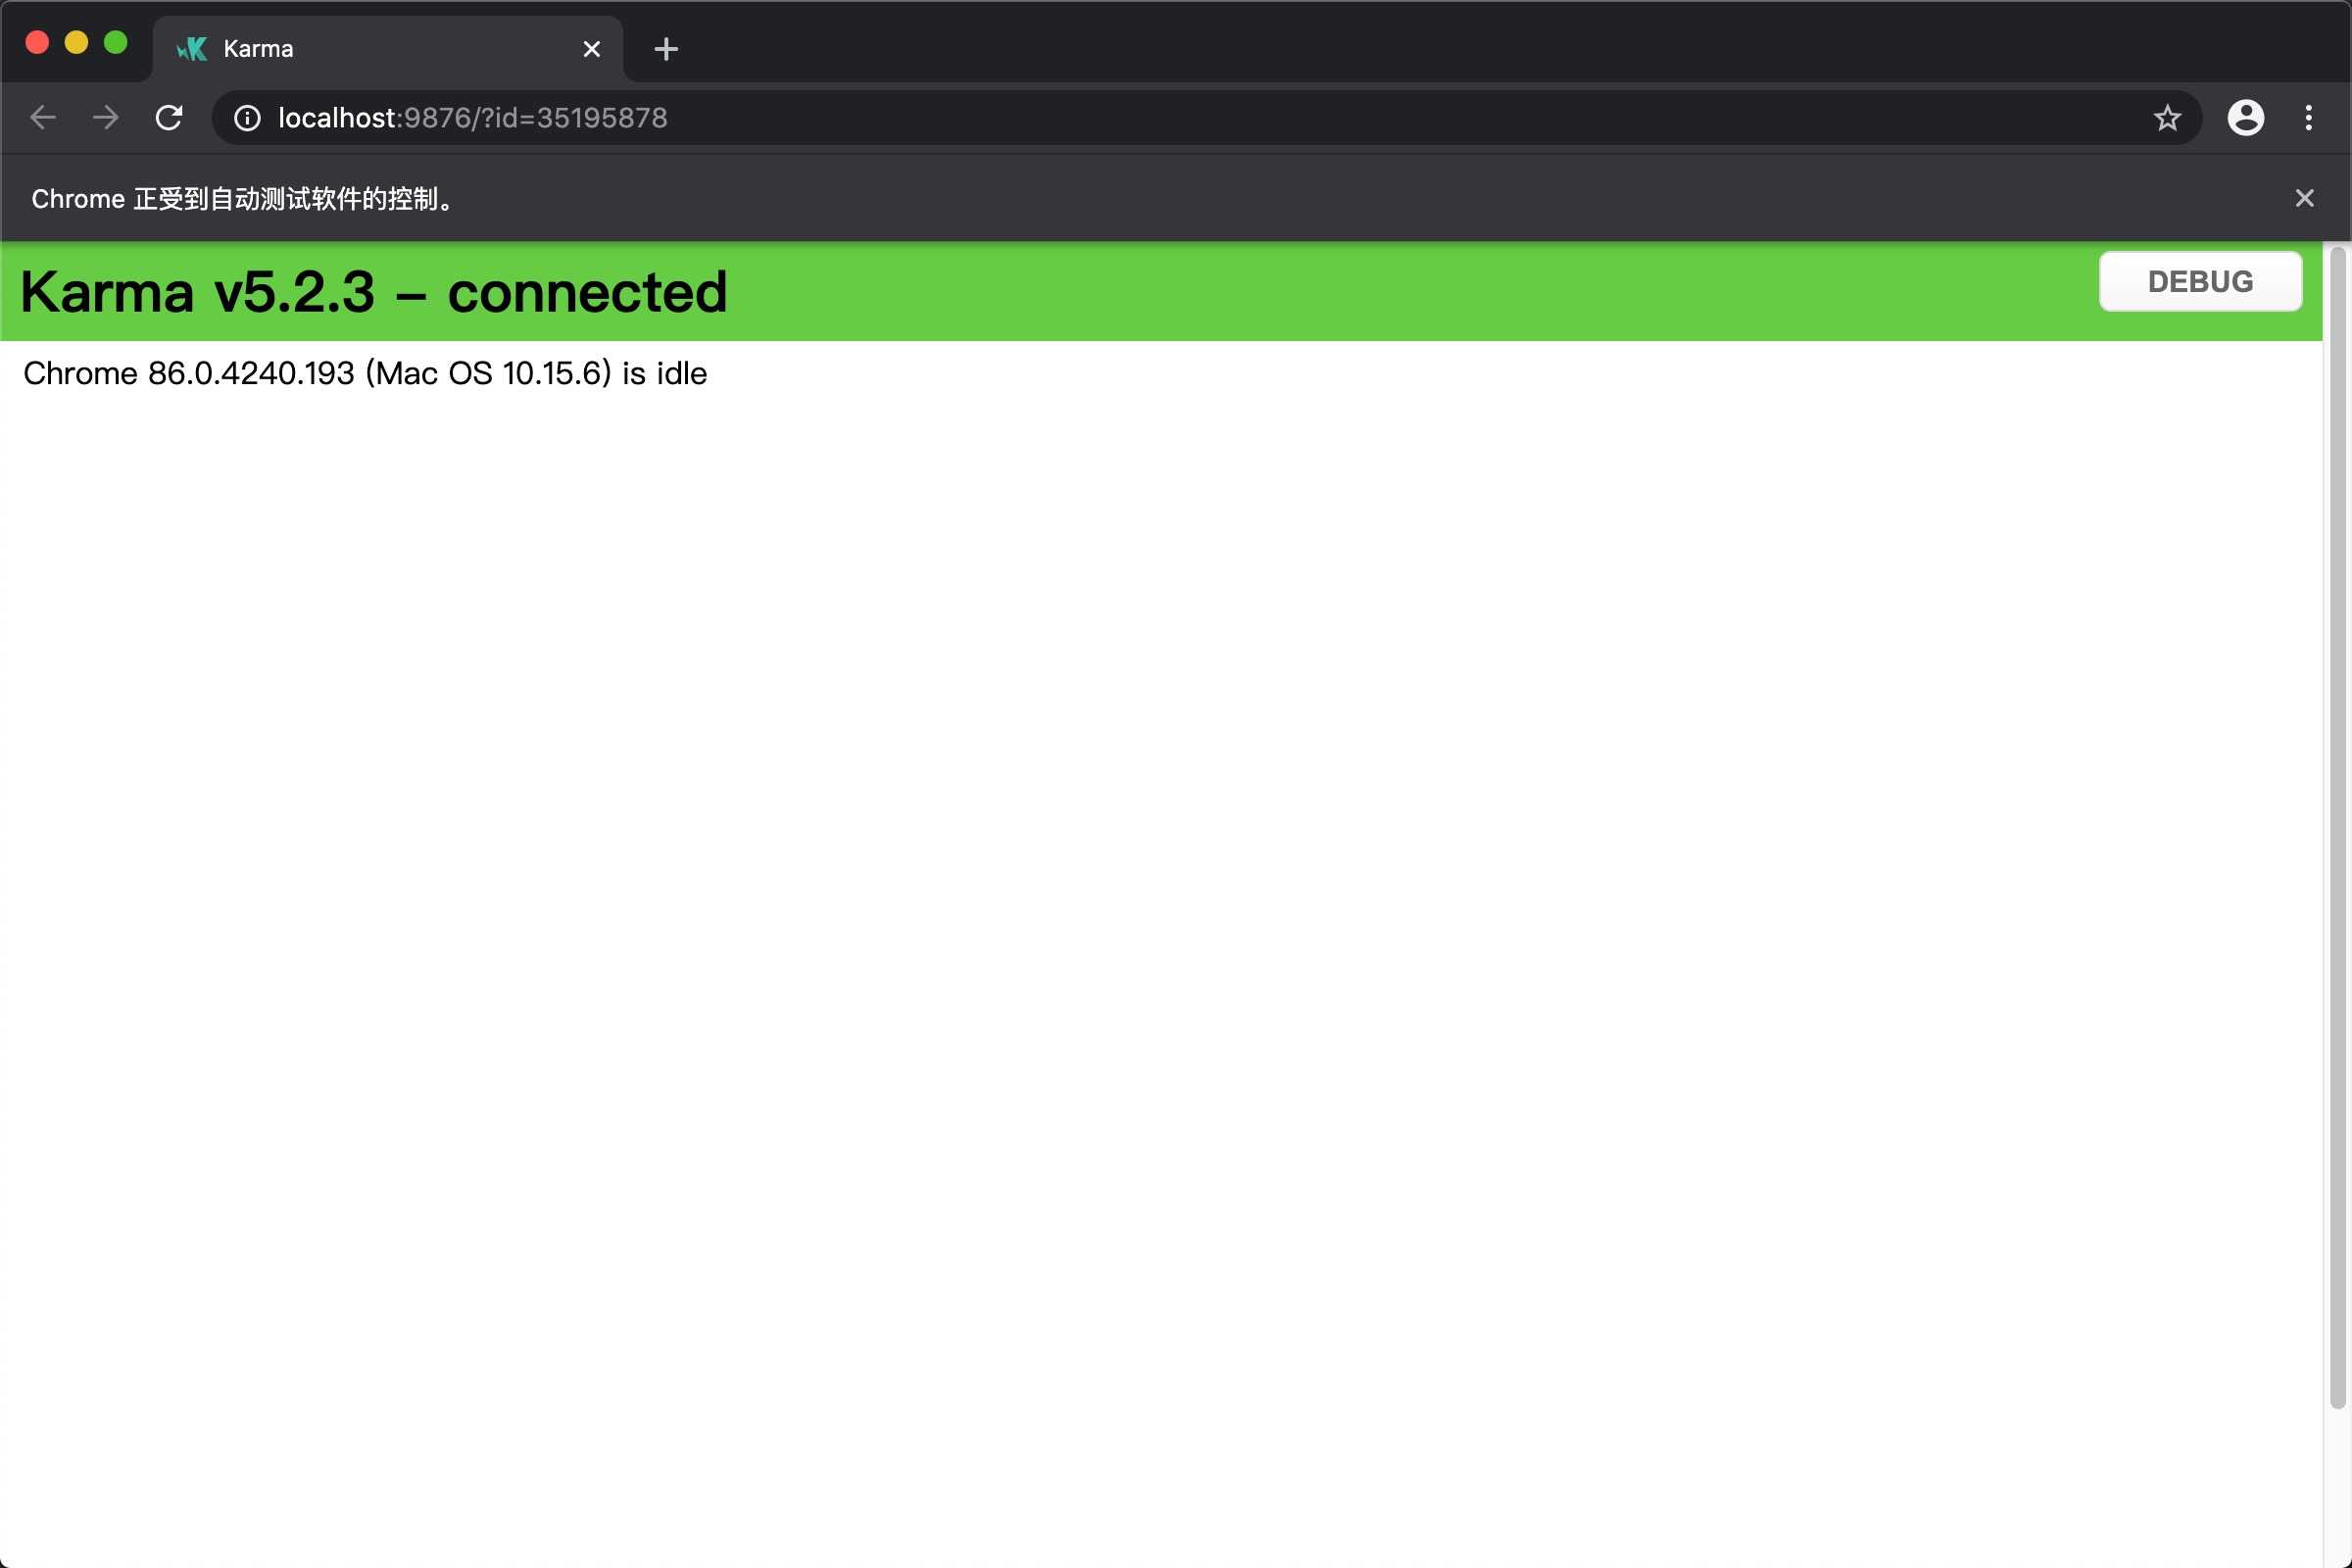 Karma
localhost:9876/?id=35195878
Chrome 正受到自动测试软件的控制。
Karma v5.2.3 – connected
DEBUG
Chrome 86.0.4240.193 (Mac OS 10.15.6) is idle